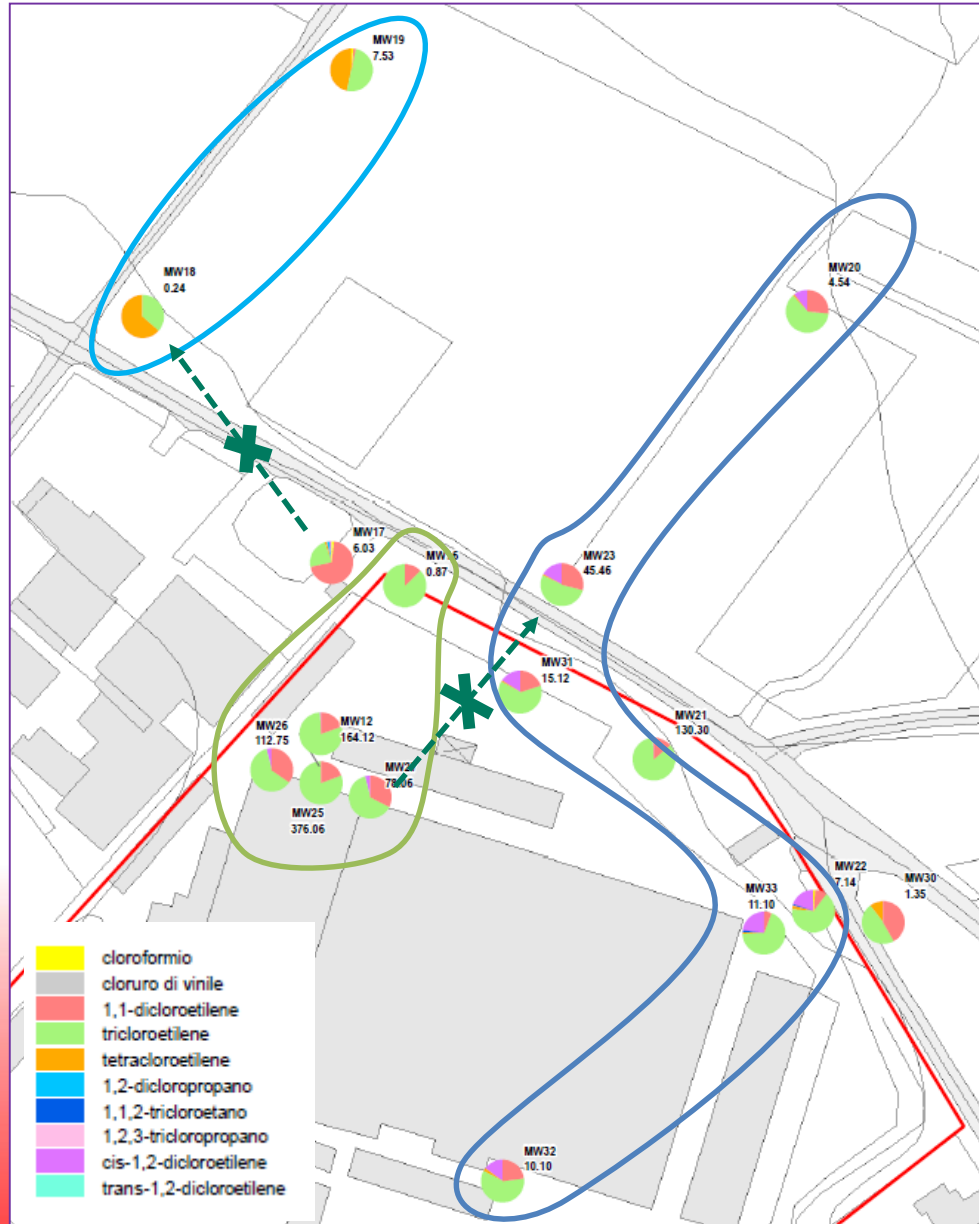 MW19
7.53
MW18
0.24
MW20
4.54
MW17
6.03
0.87
MW23
45.46
MW31
15.12
MW21
130.30
MW26
112.75
MW12
164.12
78.06
MW25
376.06
MW33
11.10
MW22
7.14
MW30
1.35
MW32
10.10
cloroformio
cloruro di vinile
1,1-dicloroetilene
tricloroetilene
tetracloroetilene
1,2-dicloropropano
1,1,2-tricloroetano
1,2,3-tricloropropano
cis-1,2-dicloroetilene
trans-1,2-dicloroetilene